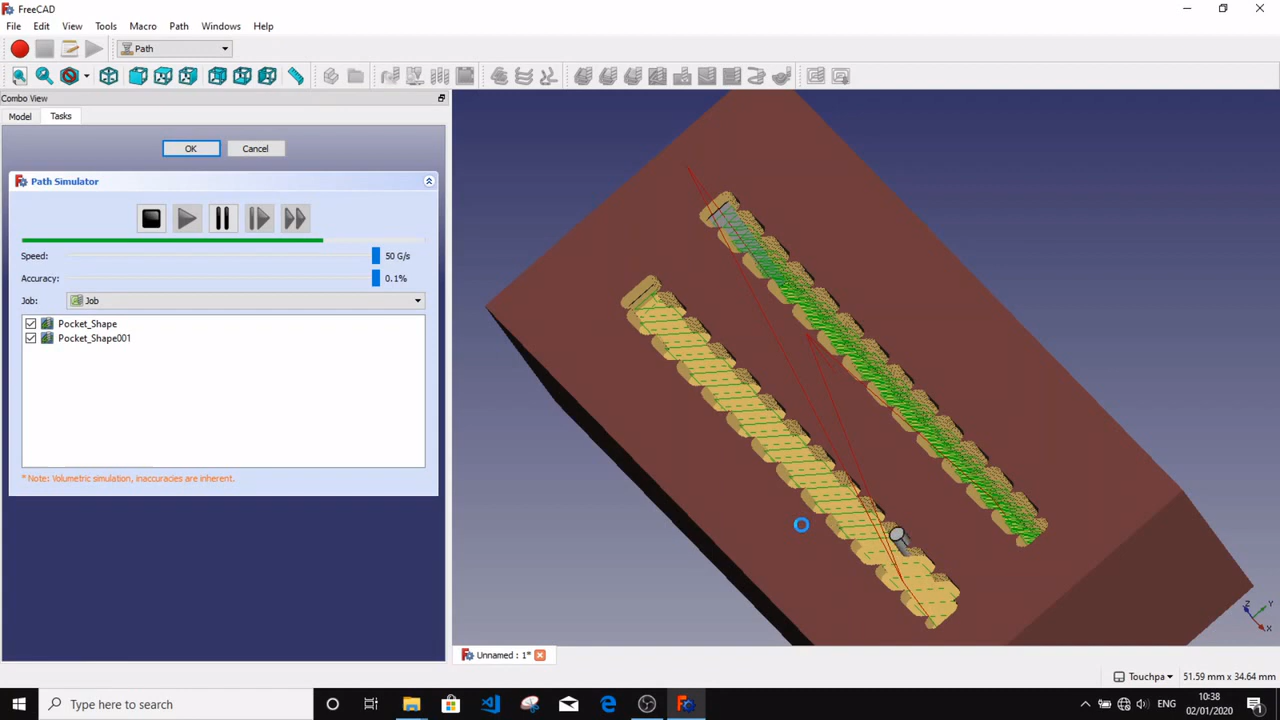 FreeCAD
File Edit View Tools Macro Path Windows Help
Path
Combo View
Model Tasks
OK Cancel
Path Simulator
Speed: 50 G/s
Accuracy: 0.1%
Job: Job
Pocket_Shape
Pocket_Shape001
* Note: Volumetric simulation, inaccuracies are inherent.
Z Y X
Unnamed : 1*
Touchpa 51.59 mm x 34.64 mm
Type here to search
ENG
10:38
02/01/2020
1